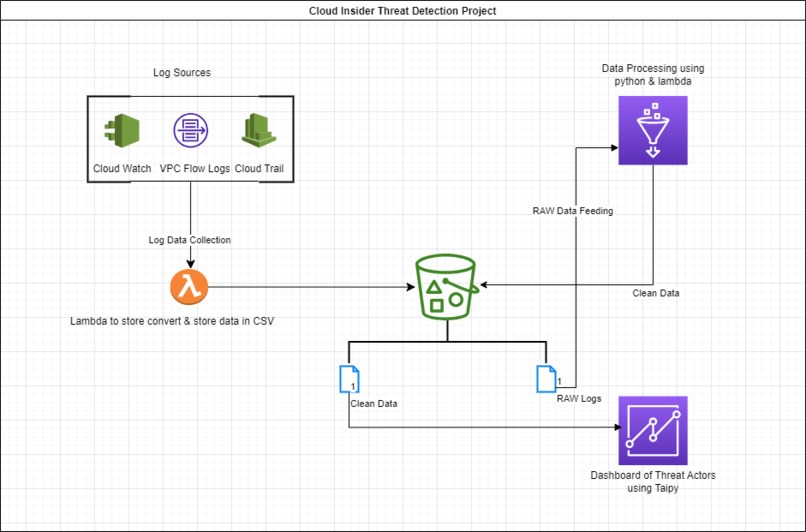 Cloud Insider Threat Detection Project
Log Sources
Cloud Watch
VPC Flow Logs
Cloud Trail
Log Data Collection
Lambda to store convert & store data in CSV
Data Processing using
python & lambda
RAW Data Feeding
Clean Data
1
Clean Data
1
RAW Logs
Dashboard of Threat Actors
using Taipy